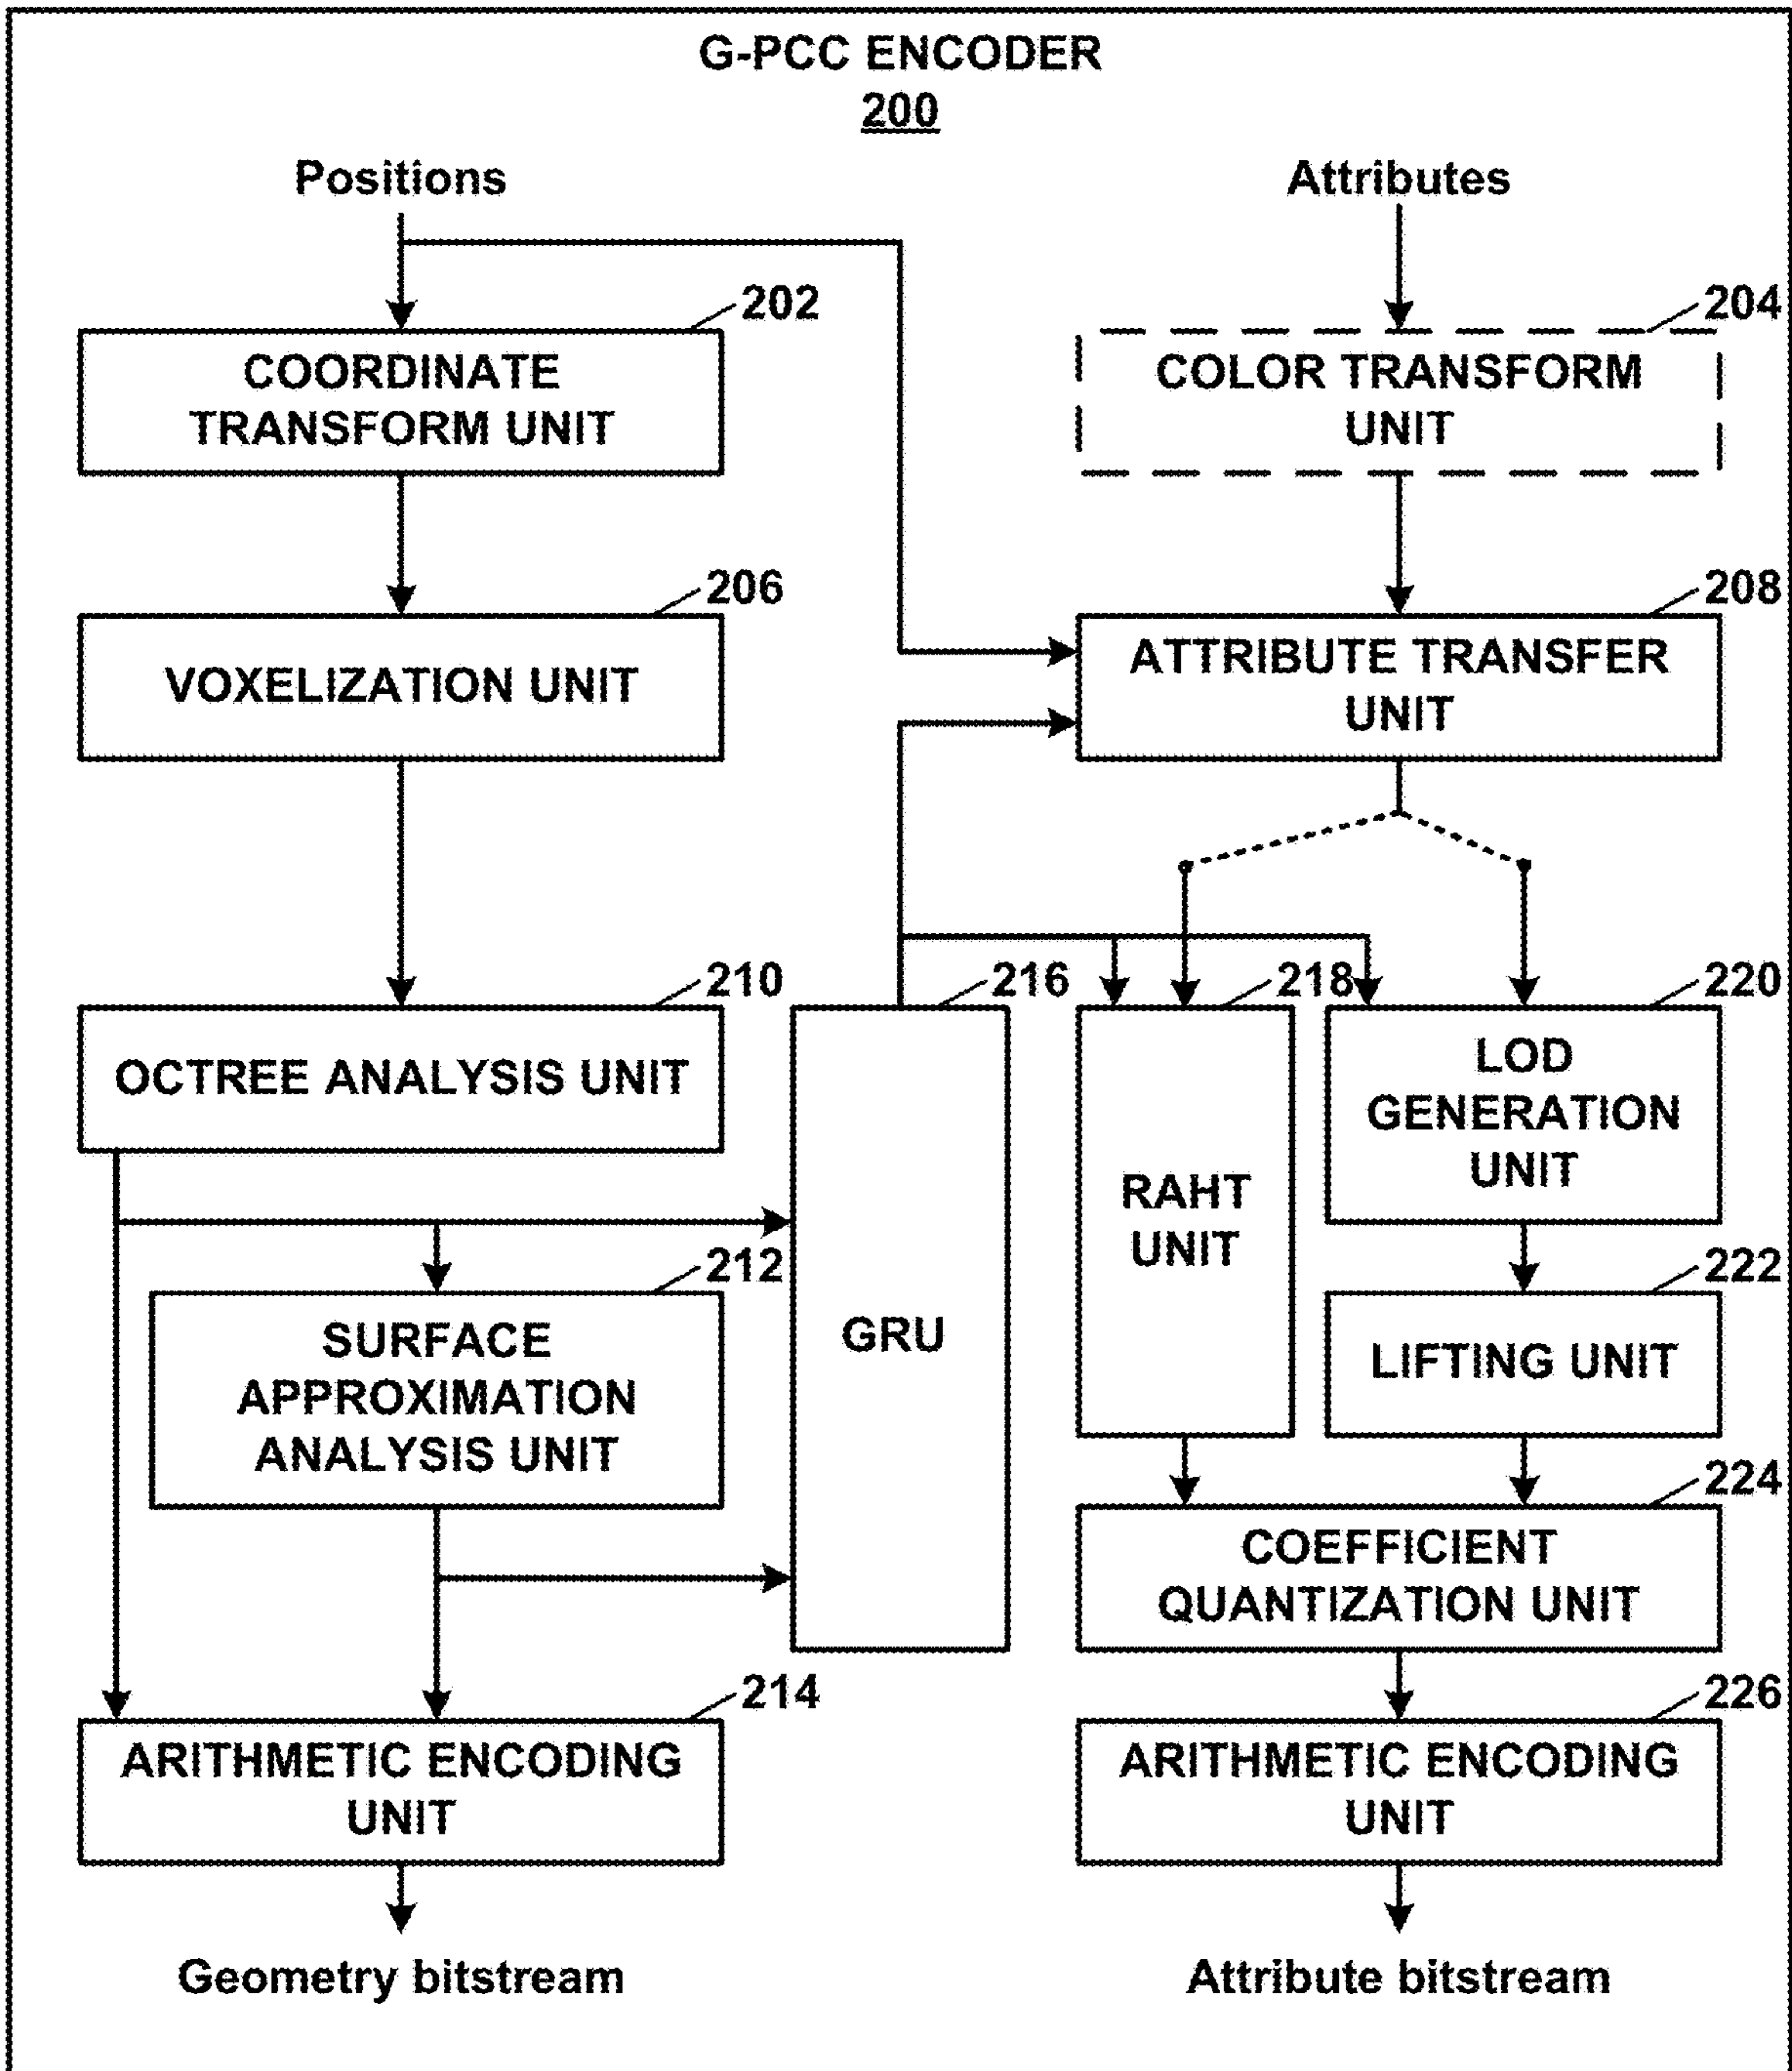 G-PCC ENCODER
200
Positions
Attributes
202
204
COORDINATE
TRANSFORM UNIT
COLOR TRANSFORM
UNIT
206
208
VOXELIZATION UNIT
ATTRIBUTE TRANSFER
UNIT
210
216
218
220
OCTREE ANALYSIS UNIT
LOD
GENERATION
UNIT
RAHT
UNIT
212
222
SURFACE
APPROXIMATION
ANALYSIS UNIT
GRU
LIFTING UNIT
224
COEFFICIENT
QUANTIZATION UNIT
214
226
ARITHMETIC ENCODING
UNIT
ARITHMETIC ENCODING
UNIT
Geometry bitstream
Attribute bitstream